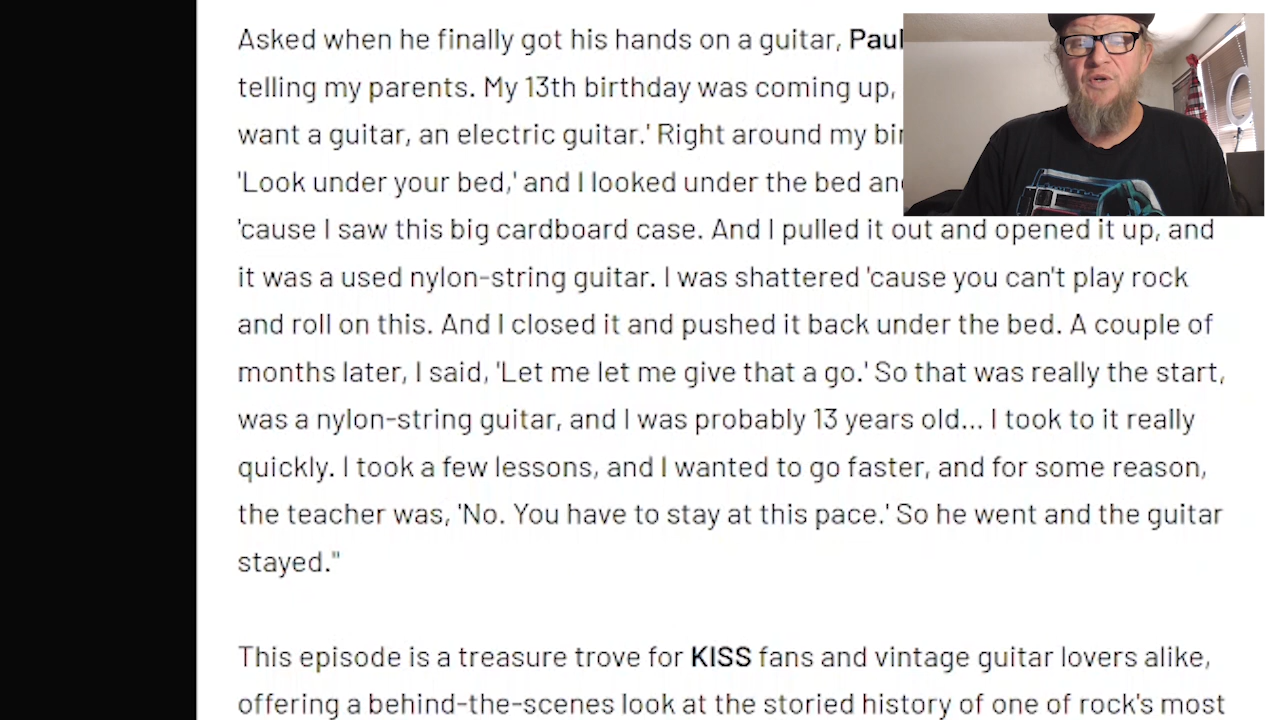 Asked when he finally got his hands on a guitar, Paul
telling my parents. My 13th birthday was coming up,
want a guitar, an electric guitar.' Right around my
'Look under your bed,' and I looked under the bed
'cause I saw this big cardboard case. And I pulled it out and opened it up, and
it was a used nylon-string guitar. I was shattered 'cause you can't play rock
and roll on this. And I closed it and pushed it back under the bed. A couple of
months later, I said, 'Let me let me give that a go.' So that was really the start,
was a nylon-string guitar, and I was probably 13 years old... I took to it really
quickly. I took a few lessons, and I wanted to go faster, and for some reason,
the teacher was, 'No. You have to stay at this pace.' So he went and the guitar
stayed."
This episode is a treasure trove for KISS fans and vintage guitar lovers alike,
offering a behind-the-scenes look at the storied history of one of rock's most